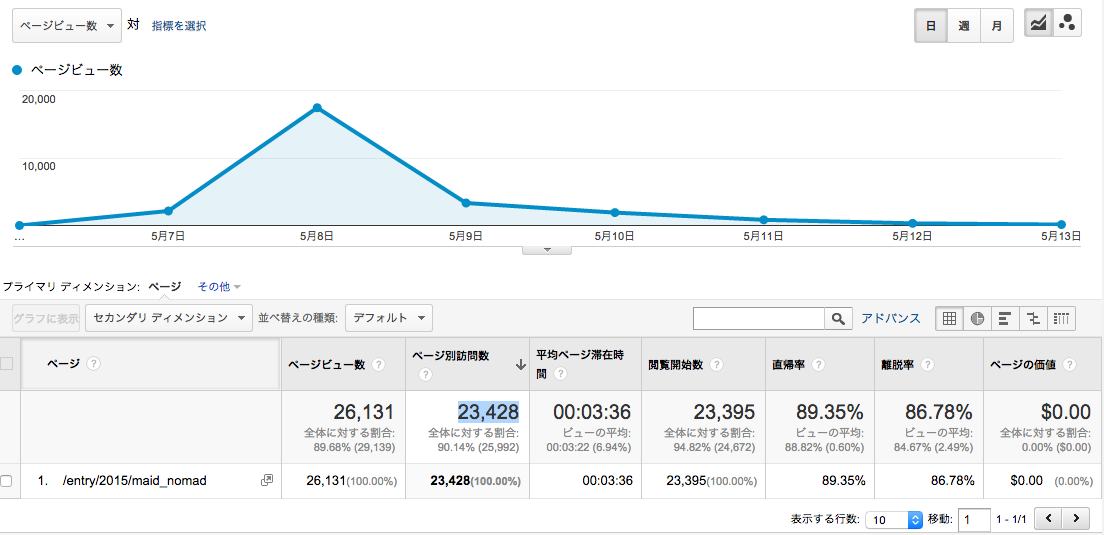 ページビュー数 対 指標を選択 日 週 月
ページビュー数
20,000
10,000
... 5月7日 5月8日 5月9日 5月10日 5月11日 5月12日 5月13日
プライマリ ディメンション: ページ その他
グラフに表示 セカンダリ ディメンション 並べ替えの種類: デフォルト アドバンス
ページ ? ページビュー数 ? ページ別訪問数 ? 平均ページ滞在時間 ? 閲覧開始数 ? 直帰率 ? 離脱率 ? ページの価値 ?
26,131 23,428 00:03:36 23,395 89.35% 86.78% $0.00
全体に対する割合: 全体に対する割合: ビューの平均: 全体に対する割合: ビューの平均: ビューの平均: 全体に対する割合:
89.68% (29,139) 90.14% (25,992) 00:03:22 (6.94%) 94.82% (24,672) 88.82% (0.60%) 84.67% (2.49%) 0.00% ($0.00)
1. /entry/2015/maid_nomad 26,131(100.00%) 23,428(100.00%) 00:03:36 23,395(100.00%) 89.35% 86.78% $0.00 (0.00%)
表示する行数: 10 移動: 1 1 - 1/1